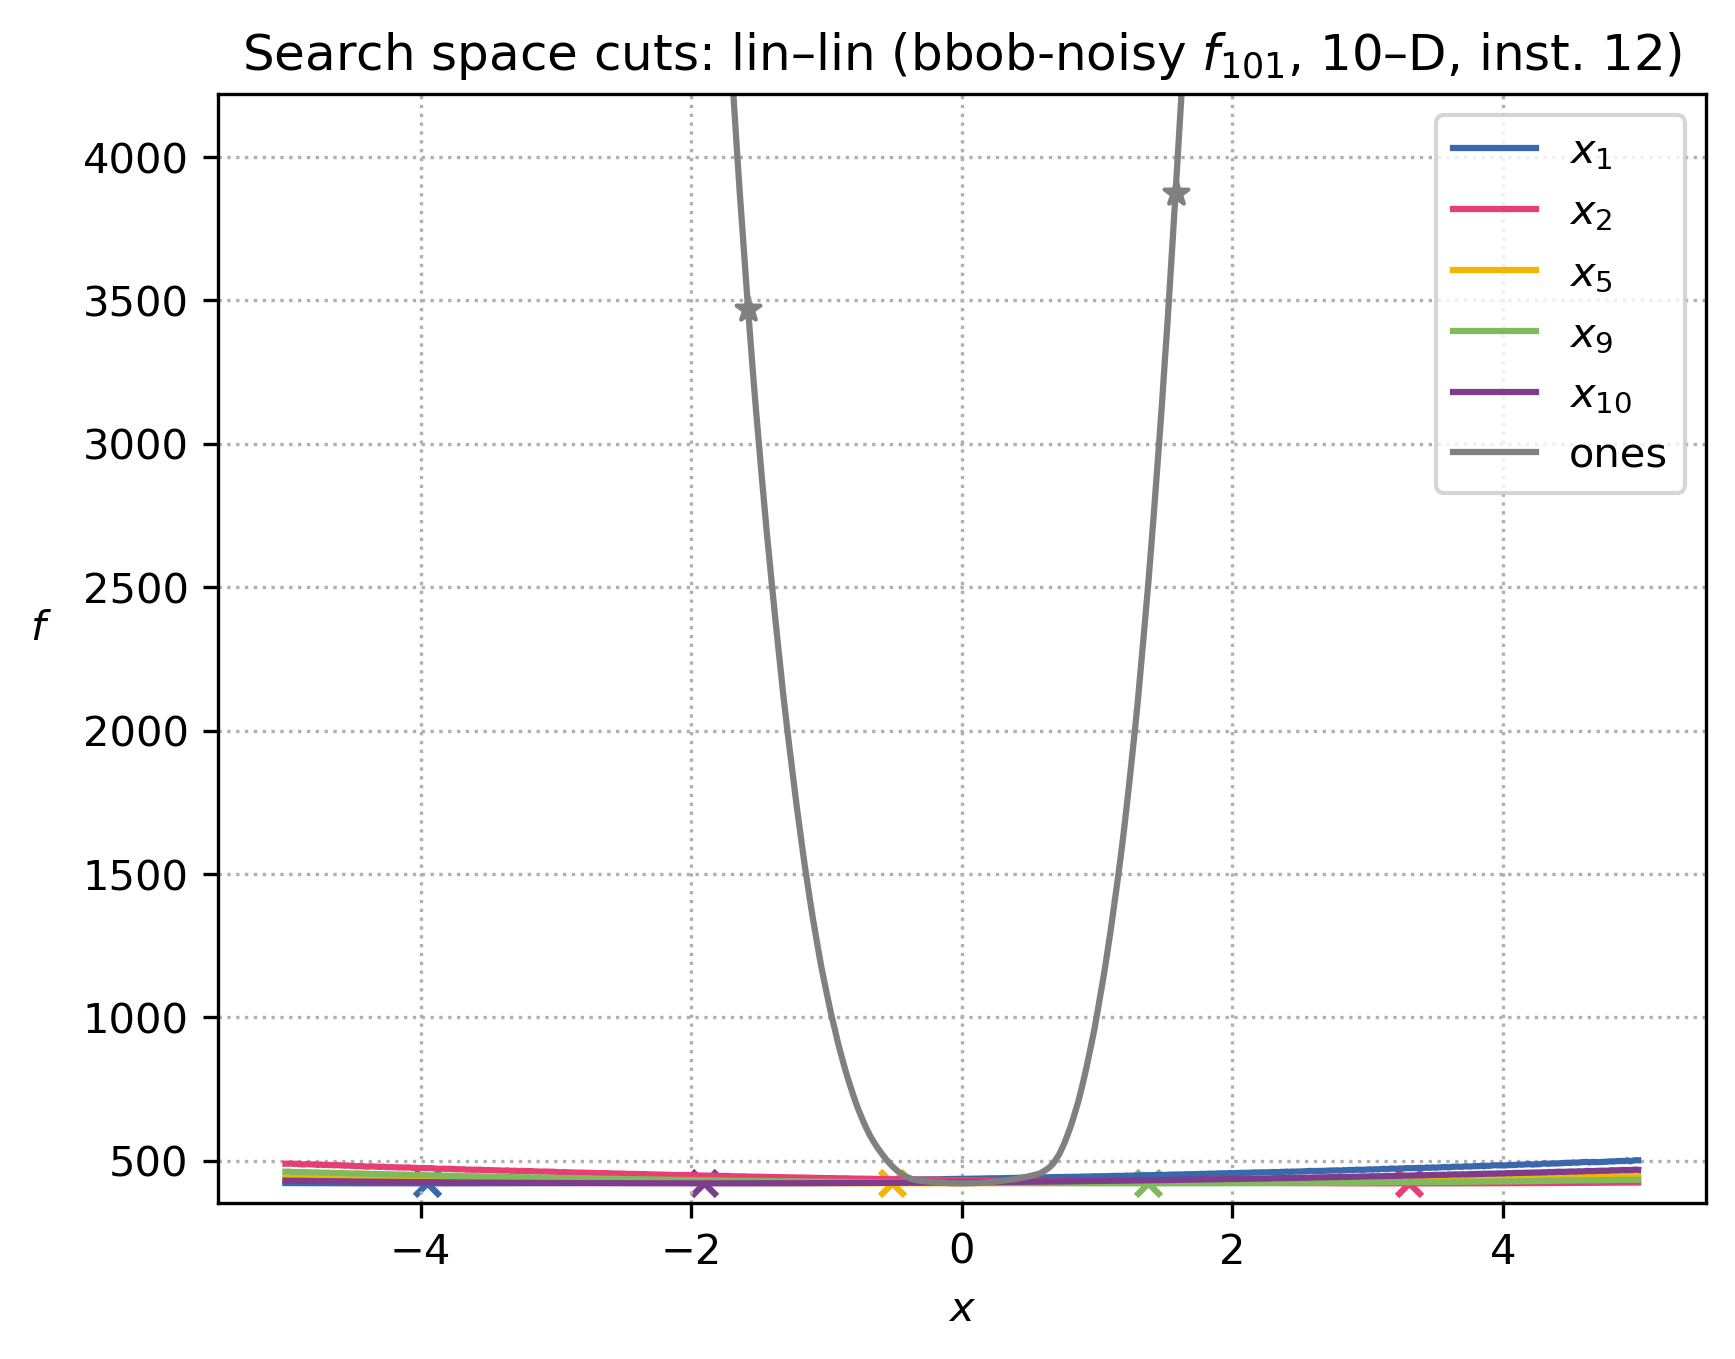 Search space cuts: lin–lin (bbob-noisy f₁₀₁, 10–D, inst. 12)
4000
3500
3000
2500
2000
1500
1000
500
f
−4
−2
0
2
4
x
x₁
x₂
x₅
x₉
x₁₀
ones